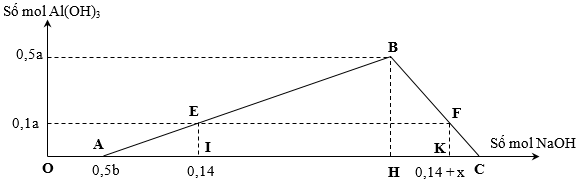 Số mol Al(OH)₃
0,5a
B
0,1a
E
F
A
I
K
Số mol NaOH
O
0,5b
0,14
H
0,14 + x
C